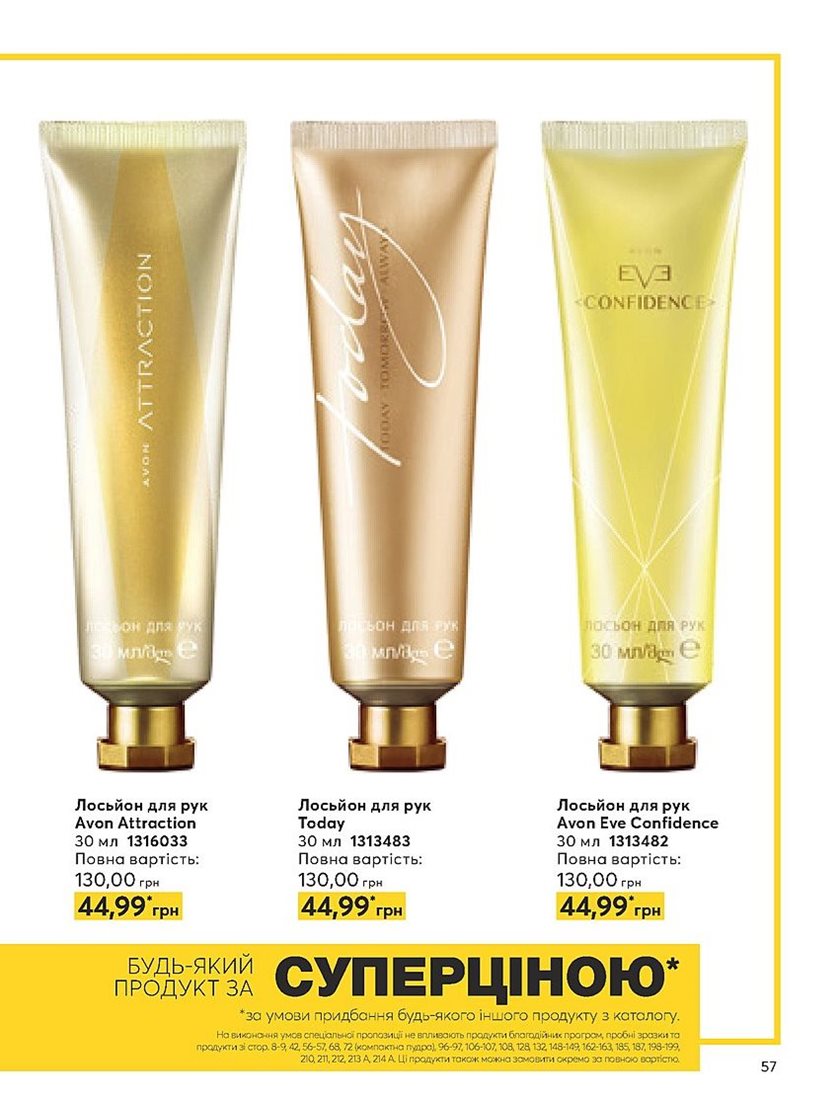 AVON ATTRACTION
ЛОСЬОН ДЛЯ РУК
30 МЛ/მლ e
today
TODAY · TOMORROW · ALWAYS
ЛОСЬОН ДЛЯ РУК
30 МЛ/მლ e
AVON
EVE
<CONFIDENCE>
ЛОСЬОН ДЛЯ РУК
30 МЛ/მლ e
Лосьйон для рук
Avon Attraction
30 мл 1316033
Повна вартість:
130,00 грн
44,99* грн
Лосьйон для рук
Today
30 мл 1313483
Повна вартість:
130,00 грн
44,99* грн
Лосьйон для рук
Avon Eve Confidence
30 мл 1313482
Повна вартість:
130,00 грн
44,99* грн
БУДЬ-ЯКИЙ
ПРОДУКТ ЗА СУПЕРЦІНОЮ*
*за умови придбання будь-якого іншого продукту з каталогу.
На виконання умов спеціальної пропозиції не впливають продукти благодійних програм, пробні зразки та
продукти зі стор. 8-9, 42, 56-57, 68, 72 (компактна пудра), 96-97, 106-107, 108, 128, 132, 148-149, 162-163, 185, 187, 198-199,
210, 211, 212, 213 А, 214 А. Ці продукти також можна замовити окремо за повною вартістю.
57